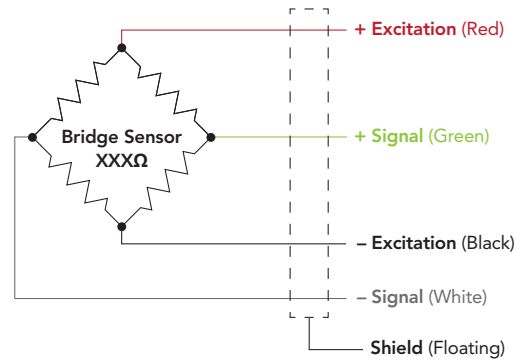 + Excitation (Red)
Bridge Sensor
XXXΩ
+ Signal (Green)
– Excitation (Black)
– Signal (White)
Shield (Floating)